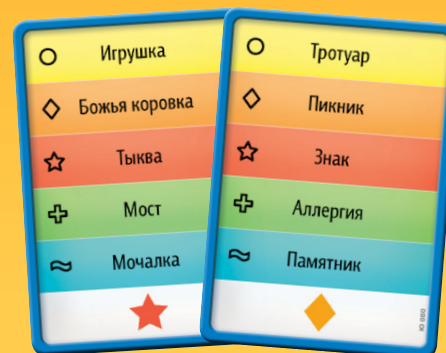 Игрушка
Божья коровка
Тыква
Мост
Мочалка
Тротуар
Пикник
Знак
Аллергия
Памятник